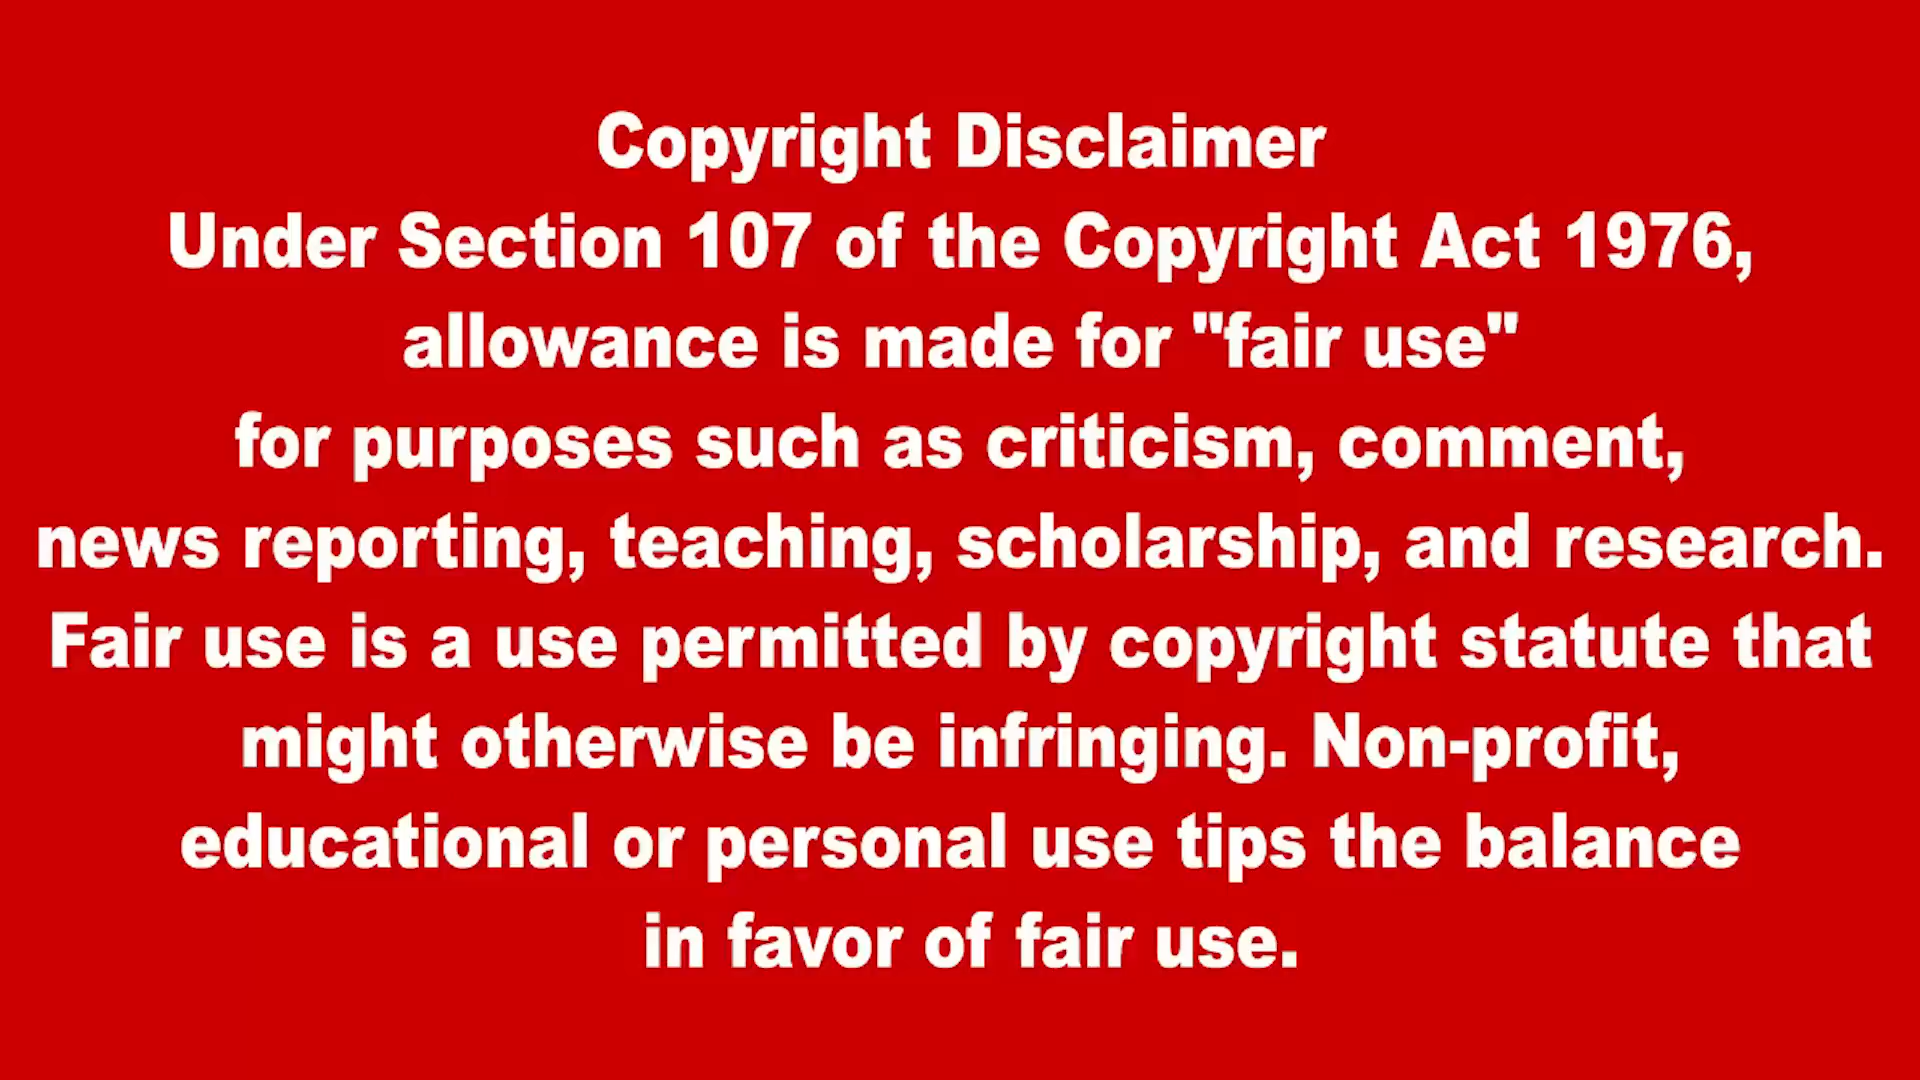 Copyright Disclaimer
Under Section 107 of the Copyright Act 1976,
allowance is made for "fair use"
for purposes such as criticism, comment,
news reporting, teaching, scholarship, and research.
Fair use is a use permitted by copyright statute that
might otherwise be infringing. Non-profit,
educational or personal use tips the balance
in favor of fair use.